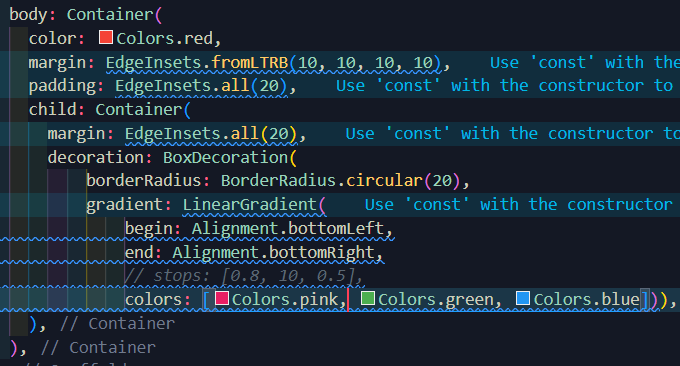 body: Container(
color: Colors.red,
margin: EdgeInsets.fromLTRB(10, 10, 10, 10), Use 'const' with the
padding: EdgeInsets.all(20), Use 'const' with the constructor to
child: Container(
margin: EdgeInsets.all(20), Use 'const' with the constructor to
decoration: BoxDecoration(
borderRadius: BorderRadius.circular(20),
gradient: LinearGradient( Use 'const' with the constructor
begin: Alignment.bottomLeft,
end: Alignment.bottomRight,
// stops: [0.8, 10, 0.5],
colors: [Colors.pink, Colors.green, Colors.blue])),
), // Container
), // Container